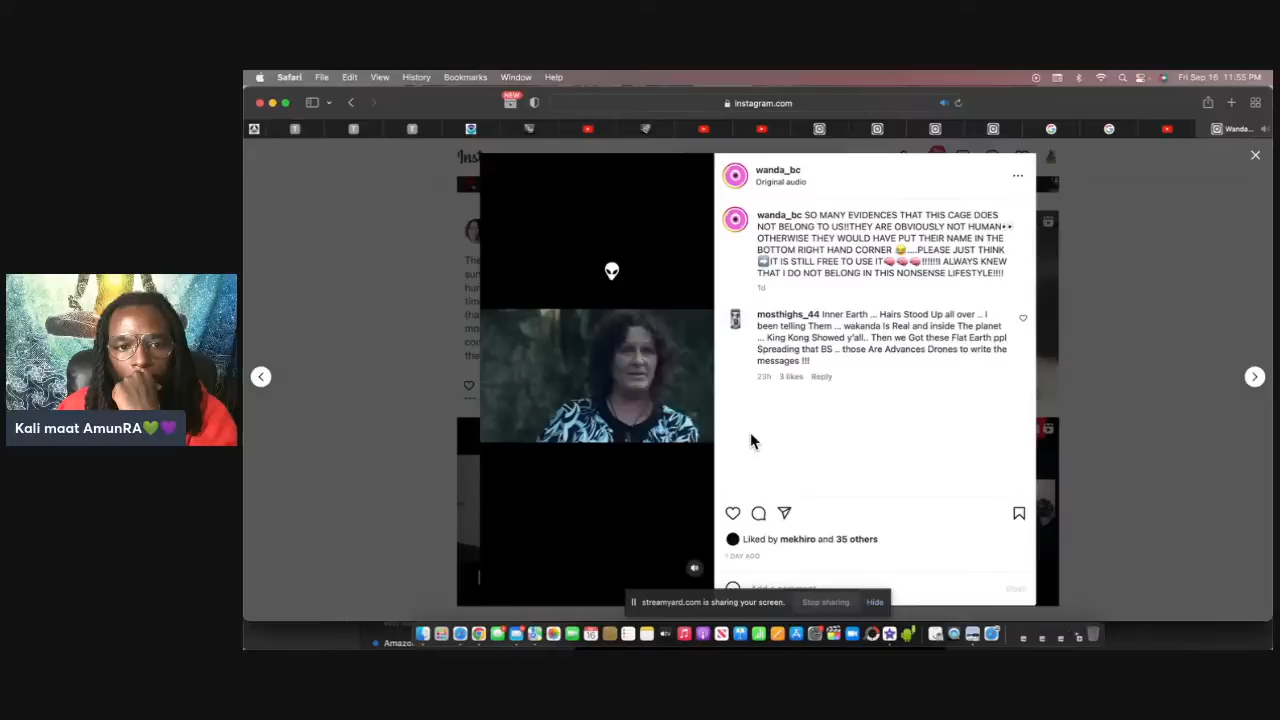 Safari File Edit View History Bookmarks Window Help Fri Sep 16 11:55 PM
NEW
instagram.com
Wanda...
wanda_bc
Original audio
wanda_bc SO MANY EVIDENCES THAT THIS CAGE DOES
NOT BELONG TO US!!THEY ARE OBVIOUSLY NOT HUMAN👀
OTHERWISE THEY WOULD HAVE PUT THEIR NAME IN THE
BOTTOM RIGHT HAND CORNER 😂....PLEASE JUST THINK
➡️IT IS STILL FREE TO USE IT🧠🧠🧠!!!!!!!I ALWAYS KNEW
THAT I DO NOT BELONG IN THIS NONSENSE LIFESTYLE!!!!
1d
mosthighs_44 Inner Earth ... Hairs Stood Up all over .. I
been telling Them ... wakanda Is Real and inside The planet
... King Kong Showed y'all.. Then we Got these Flat Earth ppl
Spreading that BS .. those Are Advances Drones to write the
messages !!!
23h 3 likes Reply
Kali maat AmunRA💚💜
Liked by mekhiro and 35 others
1 DAY AGO
Add a comment...
Post
streamyard.com is sharing your screen. Stop sharing Hide
Amazo